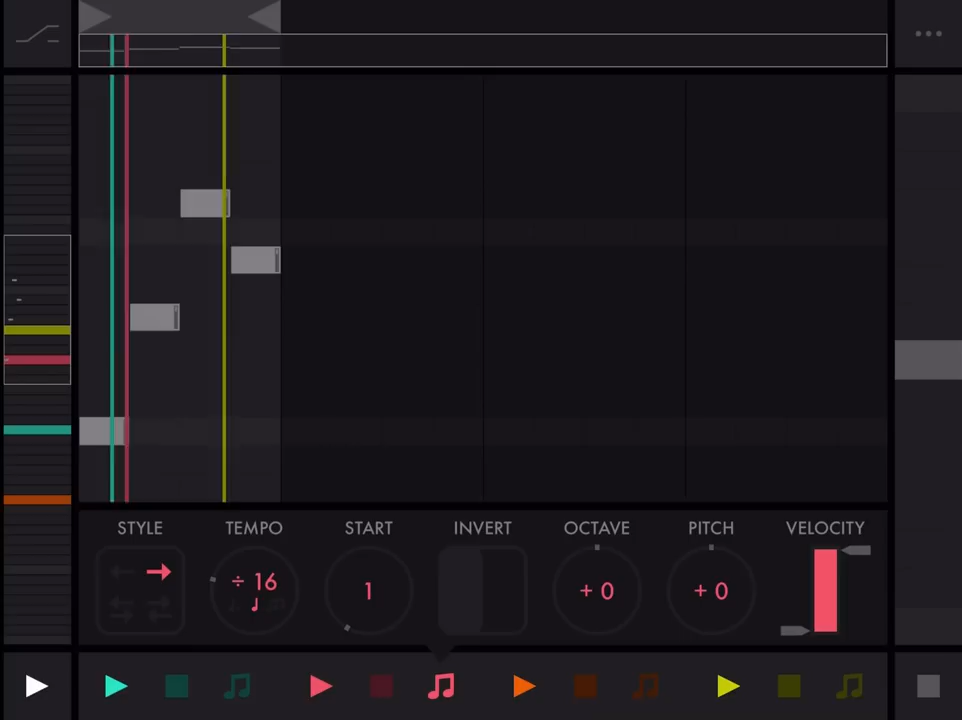 STYLE TEMPO START INVERT OCTAVE PITCH VELOCITY
÷ 16 1 + 0 + 0